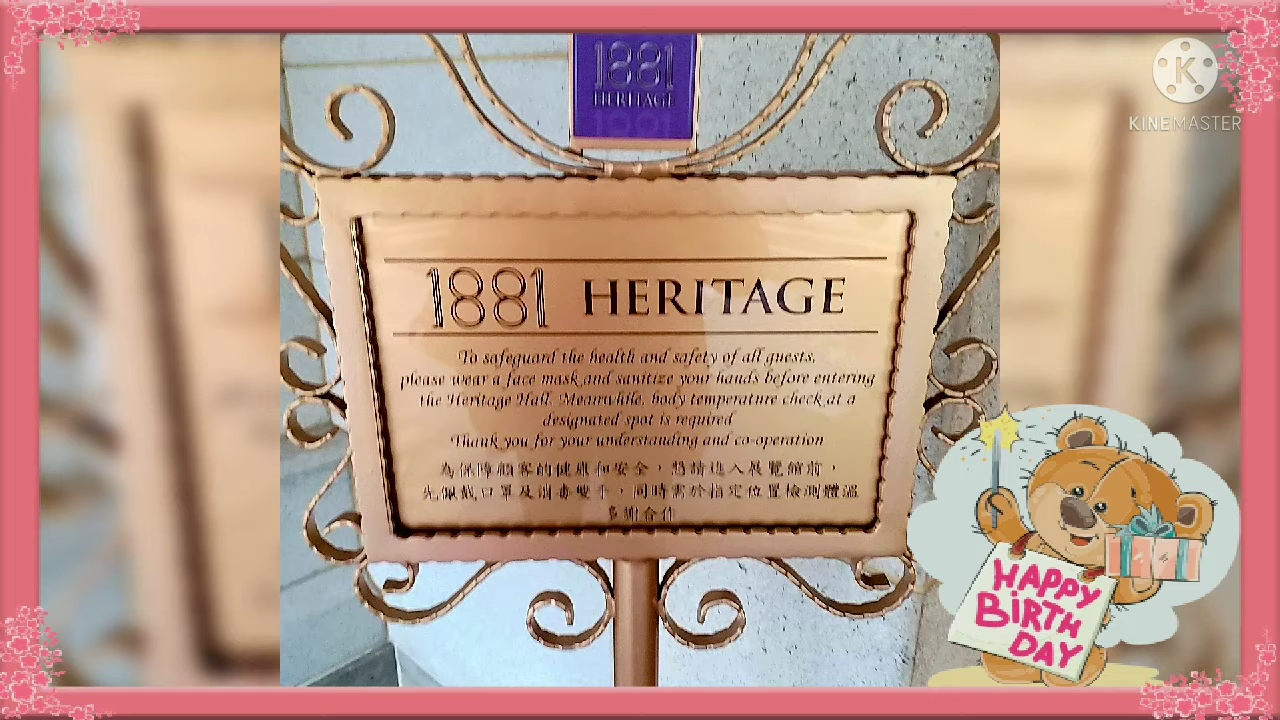 1881
HERITAGE
K
KINEMASTER
1881 HERITAGE
To safeguard the health and safety of all guests,
please wear a face mask and sanitize your hands before entering
the Heritage Hall. Meanwhile, body temperature check at a
designated spot is required
Thank you for your understanding and co-operation
為保障顧客的健康和安全，懇請進入展覽館前，
先佩戴口罩及消毒雙手，同時需於指定位置檢測體溫
多謝合作
HAPPY
BiRTH
DAY